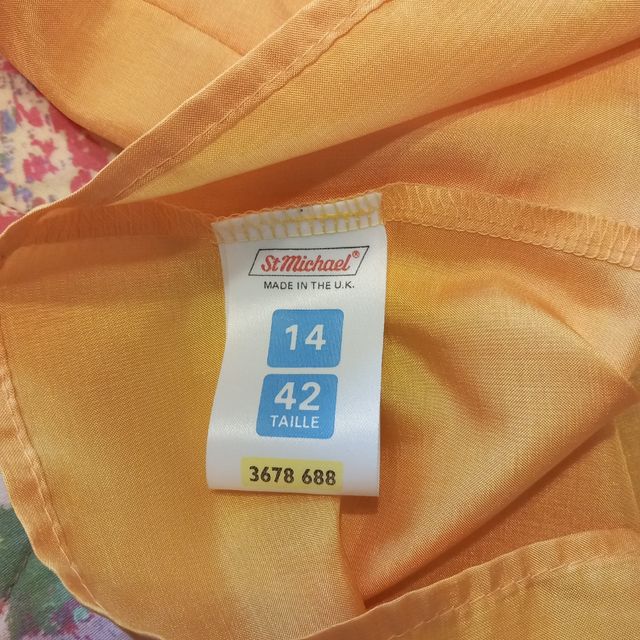 St Michael®
MADE IN THE U.K.
14
42
TAILLE
3678 688